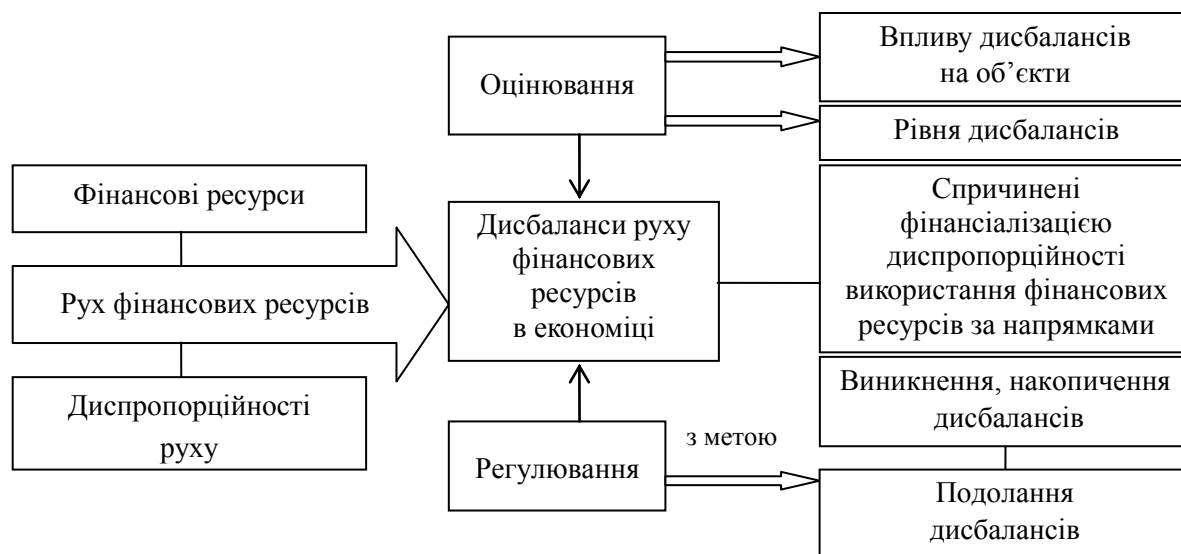 Фінансові ресурси
Рух фінансових ресурсів
Диспропорційності
руху
Оцінювання
Дисбаланси руху
фінансових
ресурсів
в економіці
з метою
Регулювання
Впливу дисбалансів
на об’єкти
Рівня дисбалансів
Спричинені
фінансіалізацією
диспропорційності
використання фінансових
ресурсів за напрямками
Виникнення, накопичення
дисбалансів
Подолання
дисбалансів